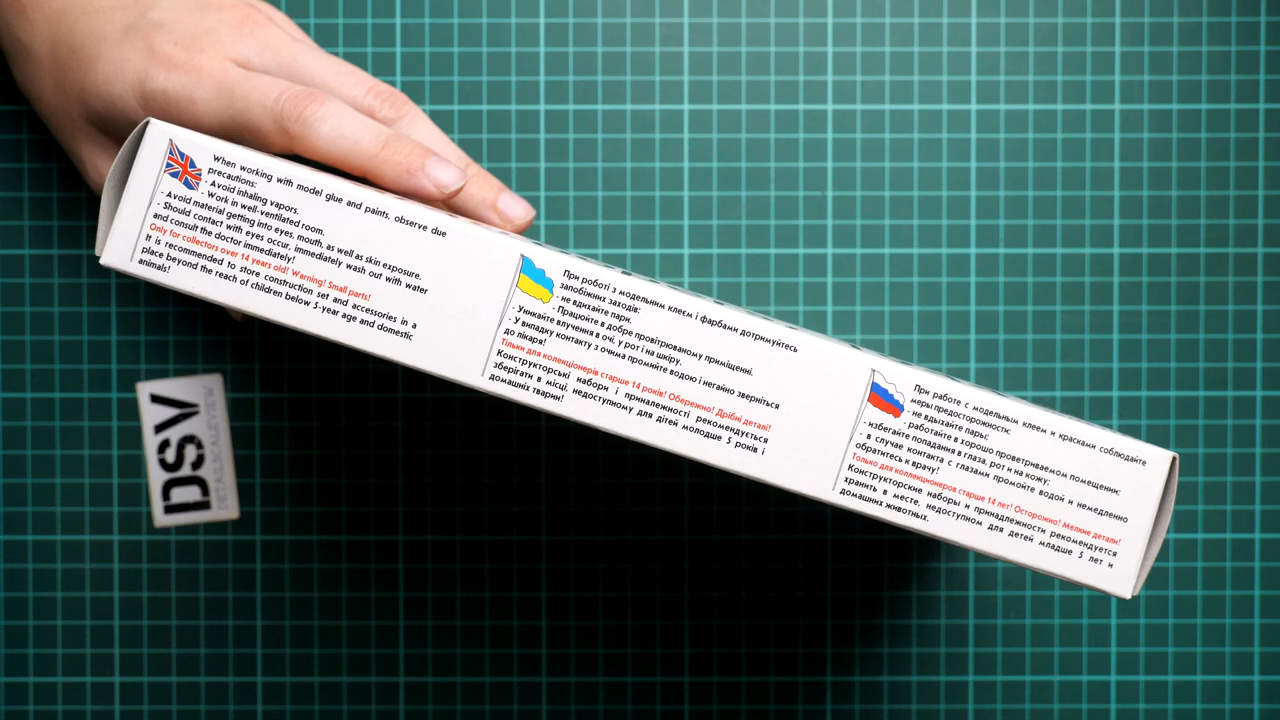 When working with model glue and paints, observe due
precautions:
- Avoid inhaling vapors.
- Work in well-ventilated room.
- Avoid material getting into eyes, mouth, as well as skin exposure.
- Should contact with eyes occur, immediately wash out with water
and consult the doctor immediately!
Only for collectors over 14 years old! Warning! Small parts!
It is recommended to store construction set and accessories in a
place beyond the reach of children below 5-year age and domestic
animals!
При роботі з модельним клеєм і фарбами дотримуйтесь
запобіжних заходів:
- не вдихайте пари.
- Працюйте в добре провітрюваному приміщенні.
- Уникайте влучення в очі, у рот і на шкіру.
- У випадку контакту з очима промийте водою і негайно зверніться
до лікаря!
Тільки для колекціонерів старше 14 років! Обережно! Дрібні деталі!
Конструкторські набори і приналежності рекомендується
зберігати в місці, недоступному для дітей молодше 5 років і
домашніх тварин!
При работе с модельным клеем и красками соблюдайте
меры предосторожности:
- не вдыхайте пары;
- работайте в хорошо проветриваемом помещении;
- избегайте попадания в глаза, рот и на кожу;
- в случае контакта с глазами промойте водой и немедленно
обратитесь к врачу!
Только для коллекционеров старше 14 лет! Осторожно! Мелкие детали!
Конструкторские наборы и принадлежности рекомендуется
хранить в месте, недоступном для детей младше 5 лет и
домашних животных.
DSV
DETAILSCALEVIEW